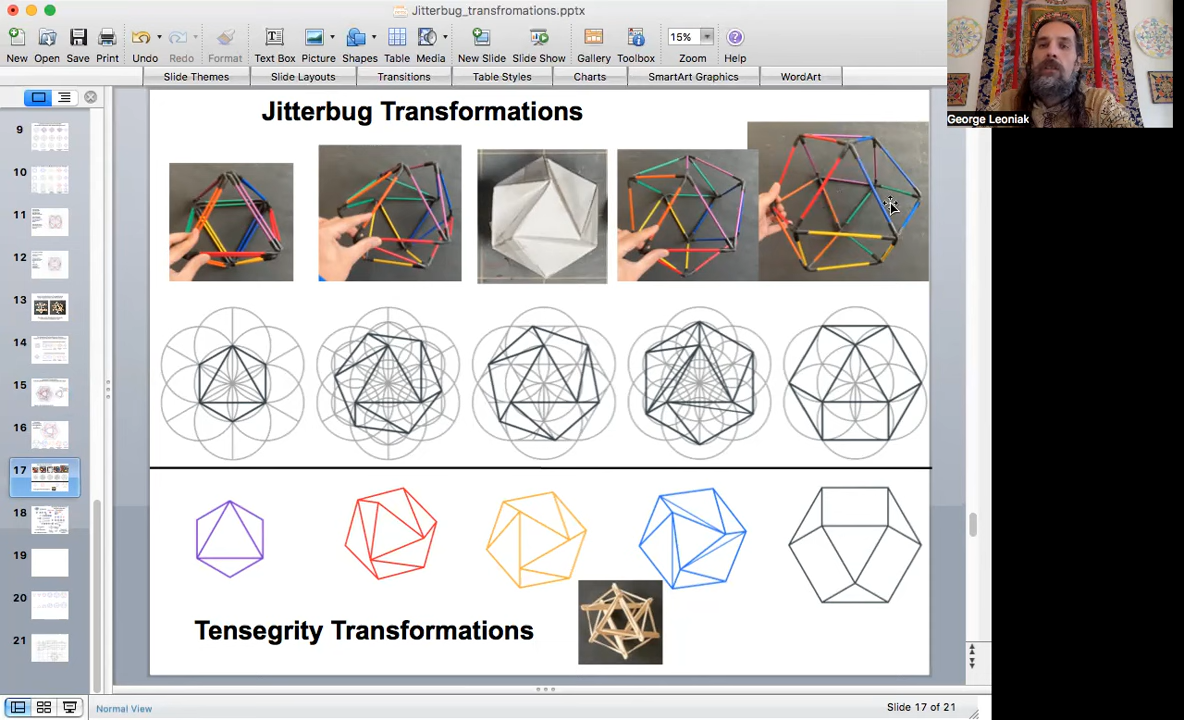 Jitterbug_transfromations.pptx
New Open Save Print Undo Redo Format Text Box Picture Shapes Table Media New Slide Slide Show Gallery Toolbox Zoom Help
15%
Slide Themes Slide Layouts Transitions Table Styles Charts SmartArt Graphics WordArt
George Leoniak
Jitterbug Transformations
9
10
11
12
13
14
15
16
17
18
19
20
21
Tensegrity Transformations
Normal View
Slide 17 of 21